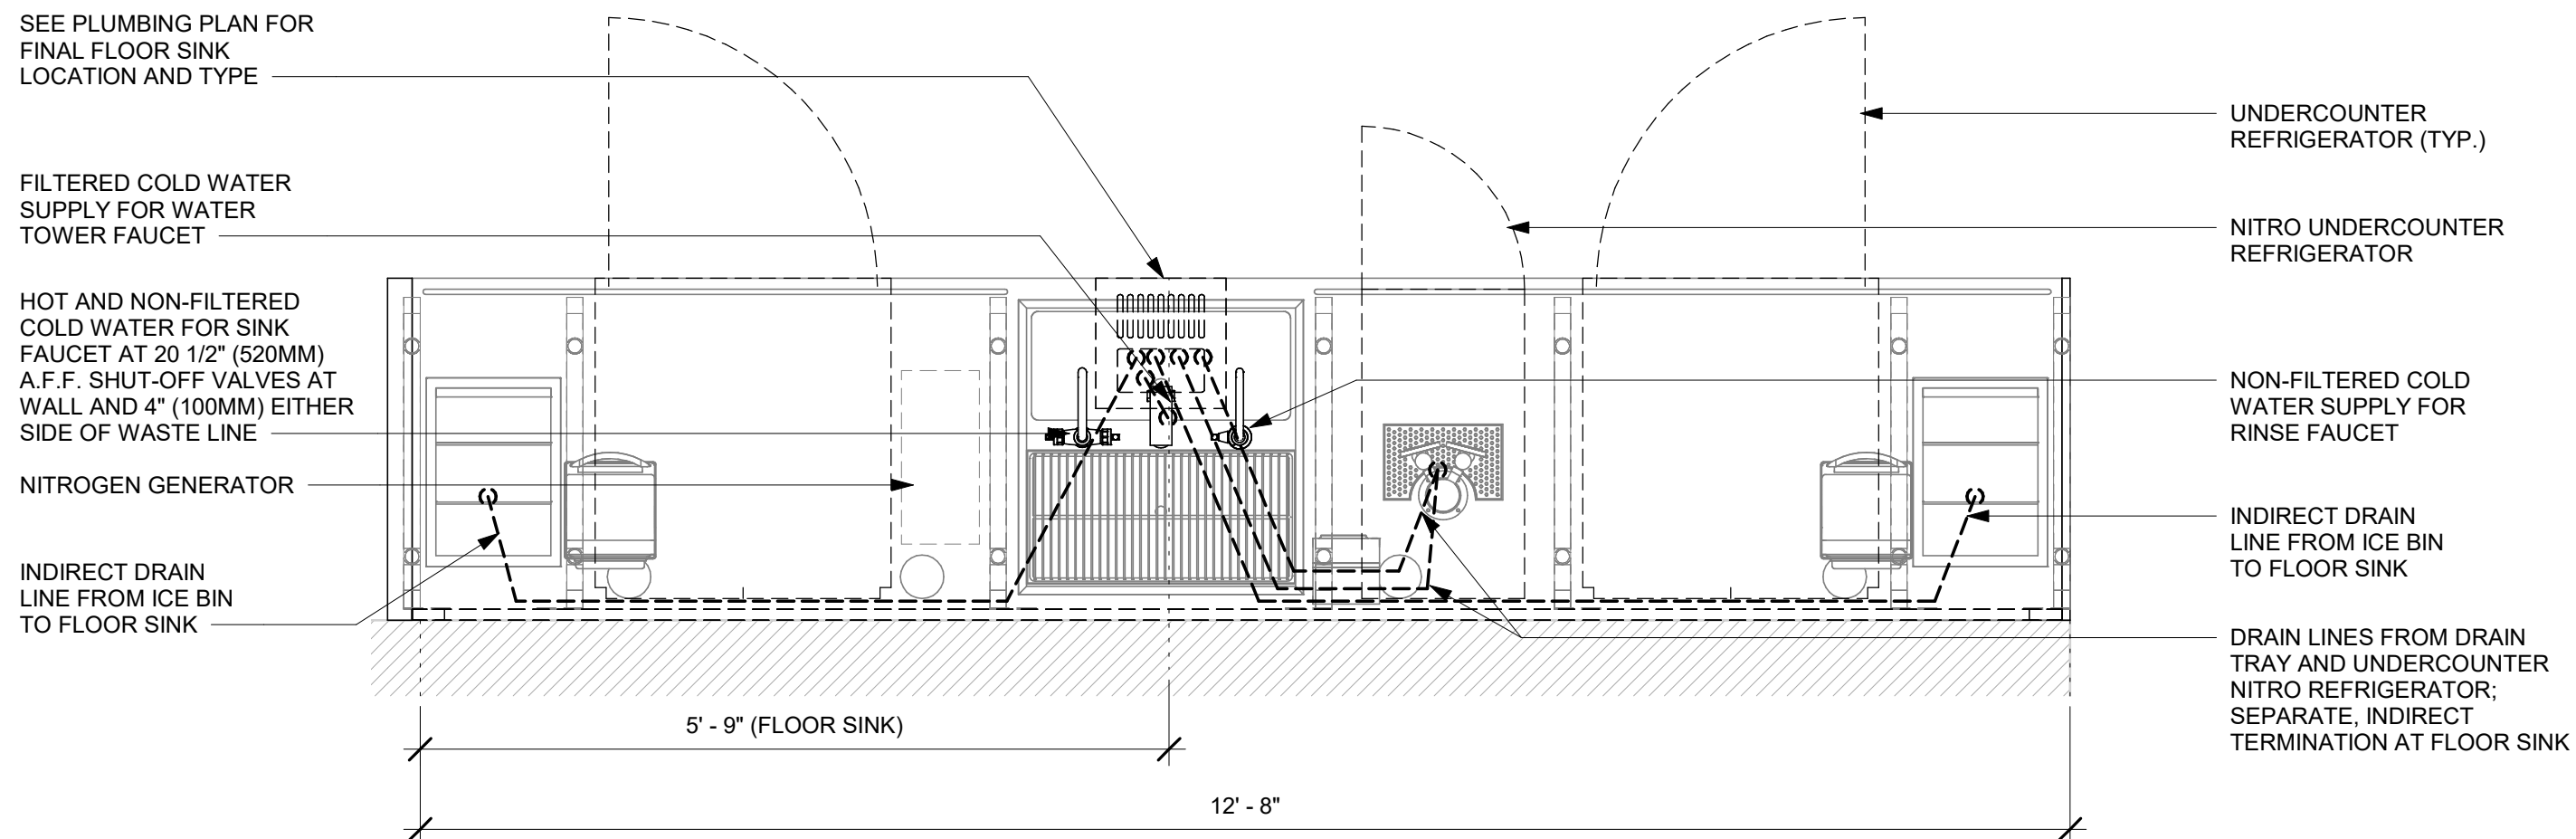 SEE PLUMBING PLAN FOR
FINAL FLOOR SINK
LOCATION AND TYPE
FILTERED COLD WATER
SUPPLY FOR WATER
TOWER FAUCET
HOT AND NON-FILTERED
COLD WATER FOR SINK
FAUCET AT 20 1/2" (520MM)
A.F.F. SHUT-OFF VALVES AT
WALL AND 4" (100MM) EITHER
SIDE OF WASTE LINE
NITROGEN GENERATOR
INDIRECT DRAIN
LINE FROM ICE BIN
TO FLOOR SINK
UNDERCOUNTER
REFRIGERATOR (TYP.)
NITRO UNDERCOUNTER
REFRIGERATOR
NON-FILTERED COLD
WATER SUPPLY FOR
RINSE FAUCET
INDIRECT DRAIN
LINE FROM ICE BIN
TO FLOOR SINK
DRAIN LINES FROM DRAIN
TRAY AND UNDERCOUNTER
NITRO REFRIGERATOR;
SEPARATE, INDIRECT
TERMINATION AT FLOOR SINK
5' - 9" (FLOOR SINK)
12' - 8"